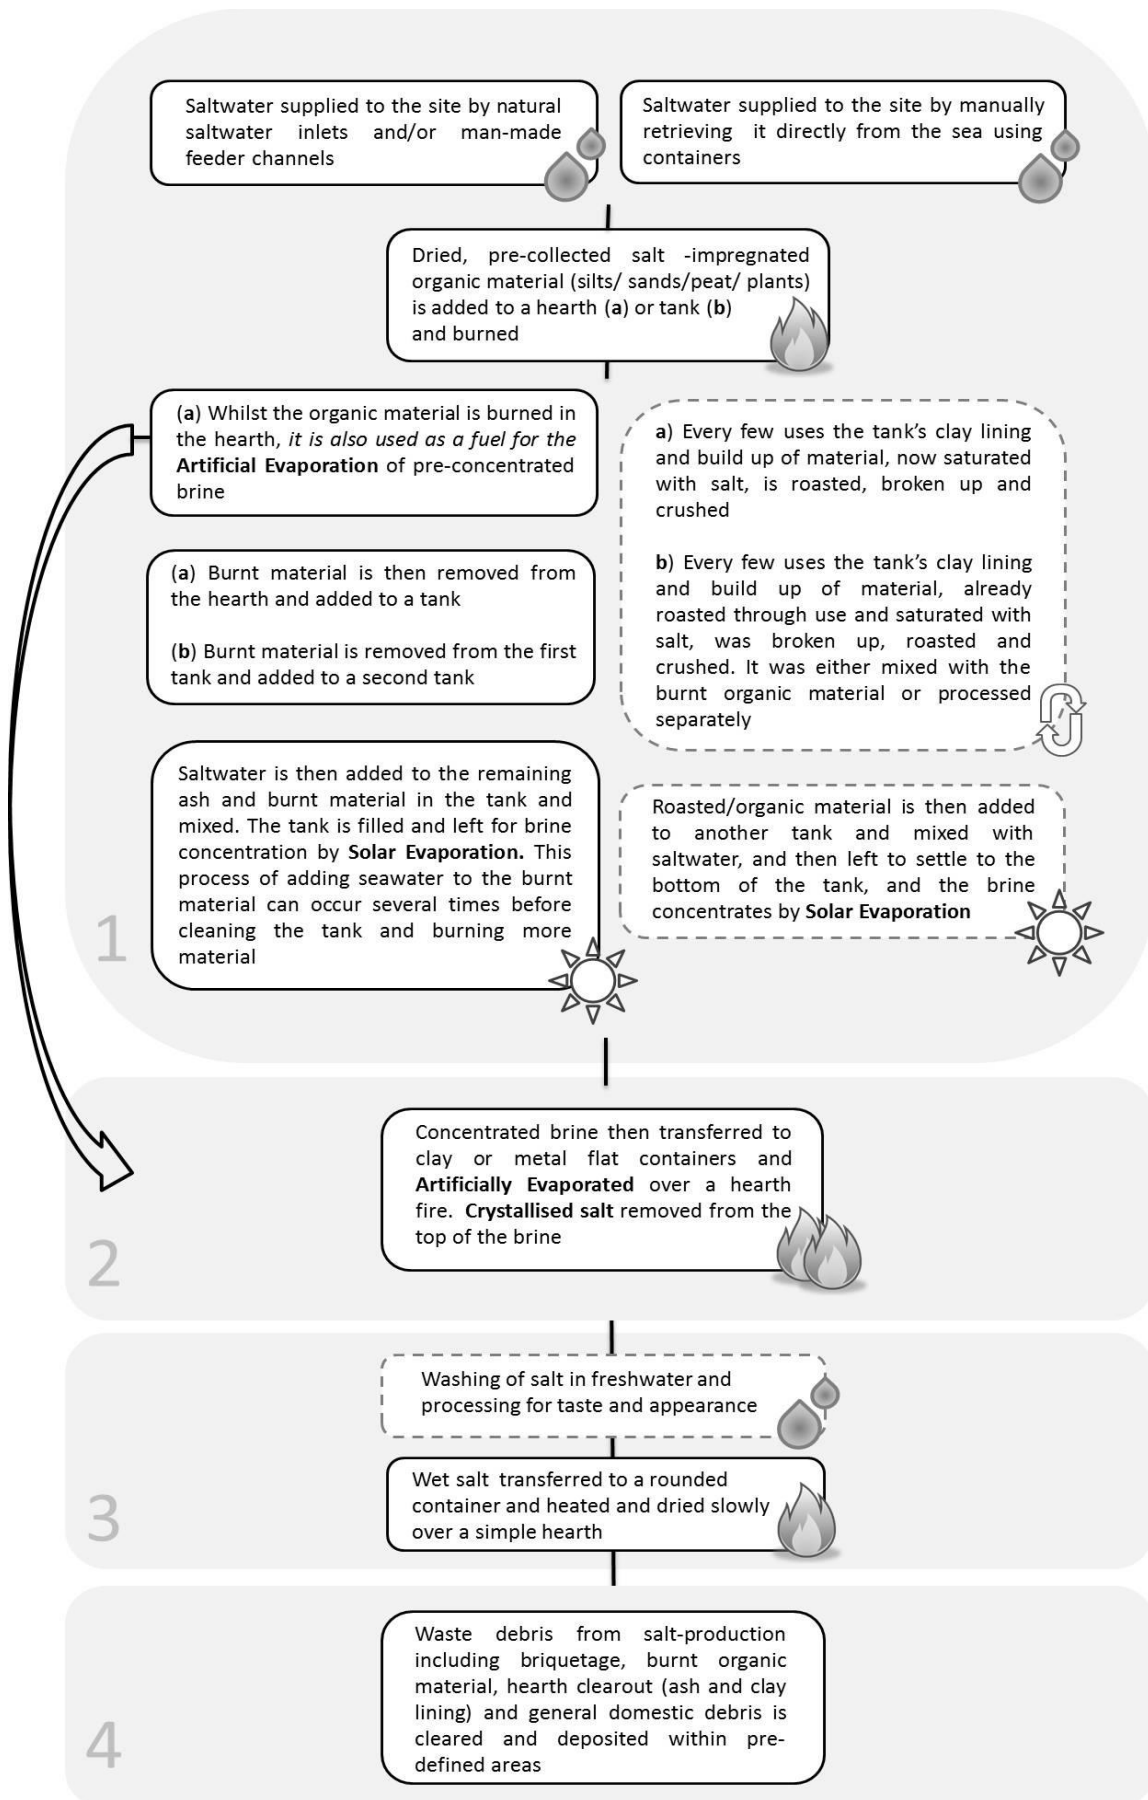 Saltwater supplied to the site by natural
saltwater inlets and/or man-made
feeder channels
Saltwater supplied to the site by manually
retrieving it directly from the sea using
containers
Dried, pre-collected salt -impregnated
organic material (silts/ sands/peat/ plants)
is added to a hearth (a) or tank (b)
and burned
(a) Whilst the organic material is burned in
the hearth, it is also used as a fuel for the
Artificial Evaporation of pre-concentrated
brine
a) Every few uses the tank's clay lining
and build up of material, now saturated
with salt, is roasted, broken up and
crushed
b) Every few uses the tank's clay lining
and build up of material, already
roasted through use and saturated with
salt, was broken up, roasted and
crushed. It was either mixed with the
burnt organic material or processed
separately
(a) Burnt material is then removed from
the hearth and added to a tank
(b) Burnt material is removed from the first
tank and added to a second tank
Saltwater is then added to the remaining
ash and burnt material in the tank and
mixed. The tank is filled and left for brine
concentration by Solar Evaporation. This
process of adding seawater to the burnt
material can occur several times before
cleaning the tank and burning more
material
Roasted/organic material is then added
to another tank and mixed with
saltwater, and then left to settle to the
bottom of the tank, and the brine
concentrates by Solar Evaporation
1
Concentrated brine then transferred to
clay or metal flat containers and
Artificially Evaporated over a hearth
fire. Crystallised salt removed from the
top of the brine
2
Washing of salt in freshwater and
processing for taste and appearance
Wet salt transferred to a rounded
container and heated and dried slowly
over a simple hearth
3
Waste debris from salt-production
including briquetage, burnt organic
material, hearth clearout (ash and clay
lining) and general domestic debris is
cleared and deposited within pre-
defined areas
4